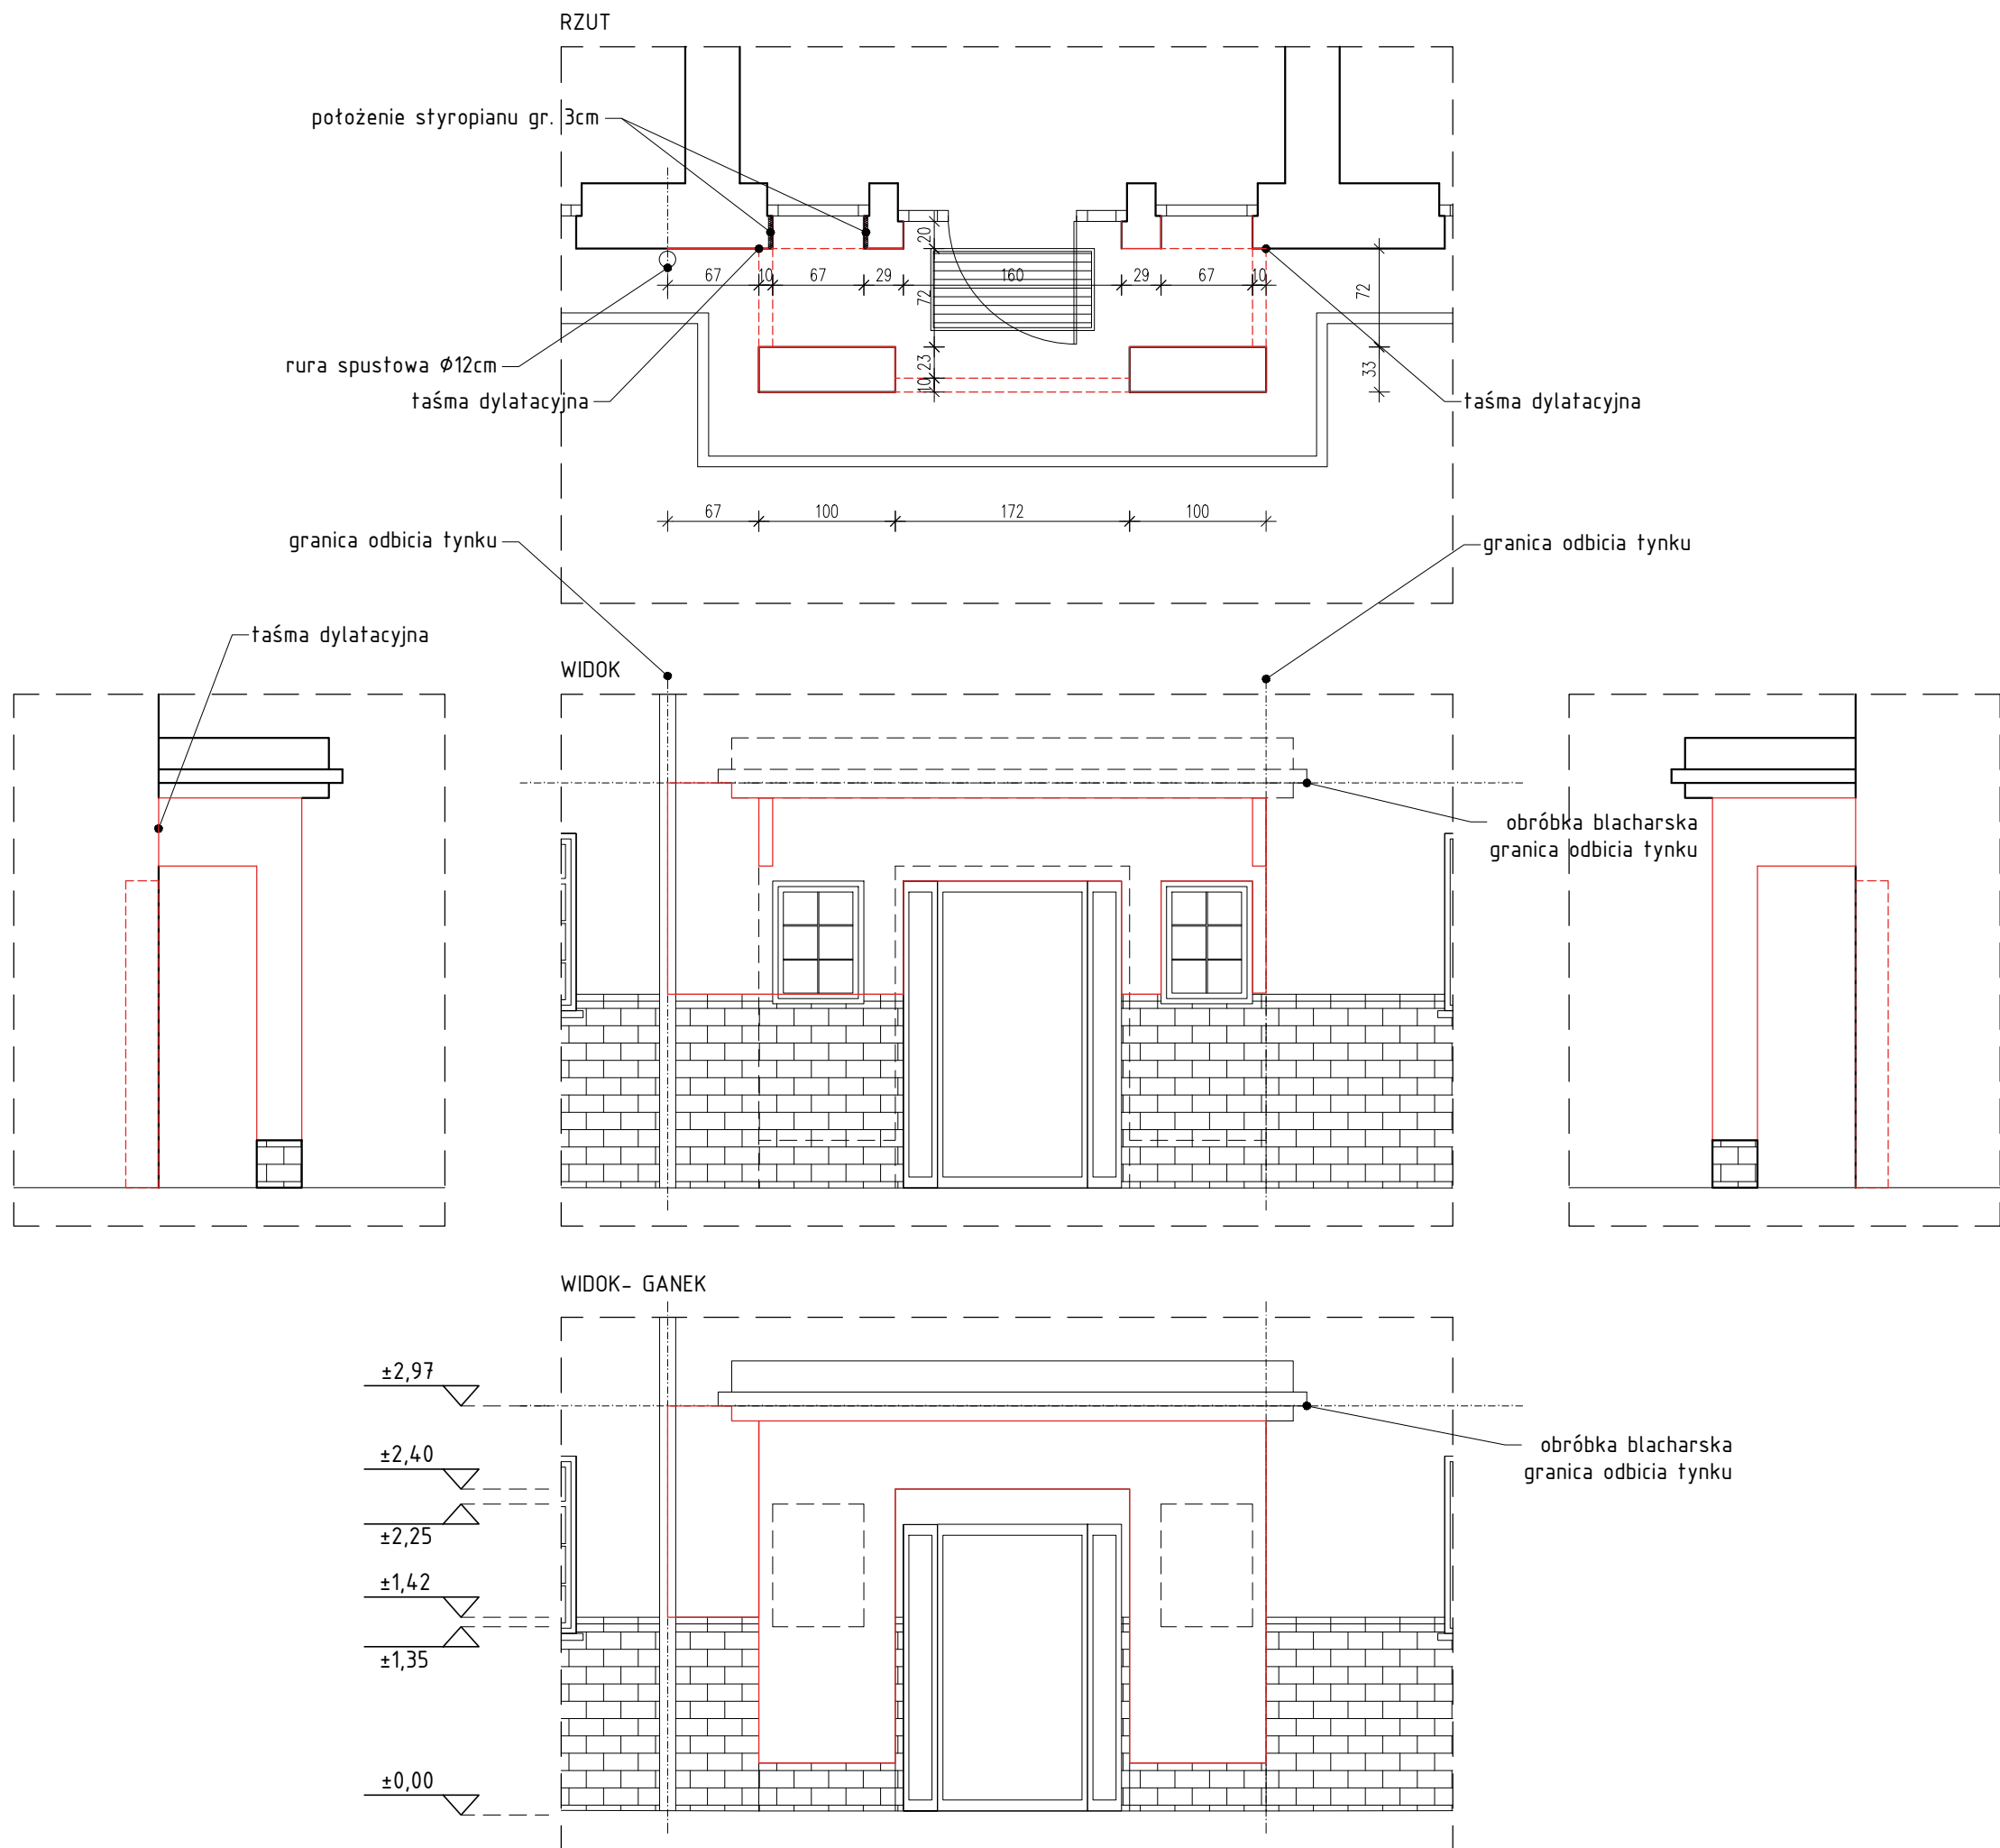 RZUT
położenie styropianu gr. 3cm
20
67
10
67
29
160
29
67
10
72
72
rura spustowa Ø12cm
23
33
10
taśma dylatacyjna
taśma dylatacyjna
67
100
172
100
granica odbicia tynku
granica odbicia tynku
taśma dylatacyjna
WIDOK
obróbka blacharska
granica odbicia tynku
WIDOK- GANEK
±2,97
±2,40
obróbka blacharska
granica odbicia tynku
±2,25
±1,42
±1,35
±0,00